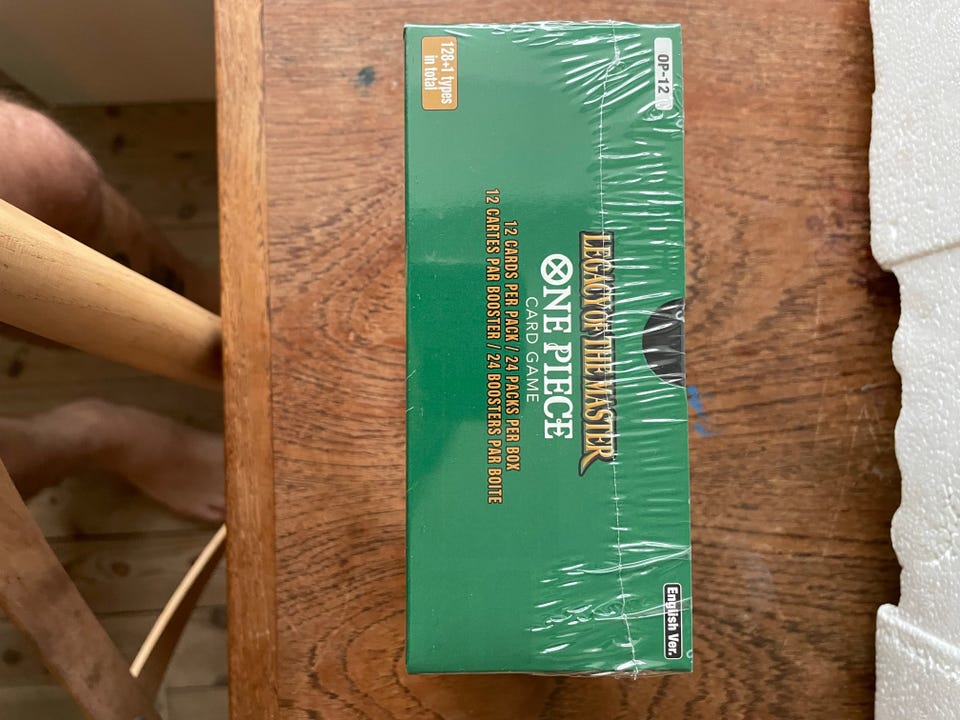 OP-12
LEGACY OF THE MASTER
ONE PIECE
CARD GAME
12 CARDS PER PACK / 24 PACKS PER BOX
12 CARTES PAR BOOSTER / 24 BOOSTERS PAR BOITE
128+1 types
in total
English Ver.